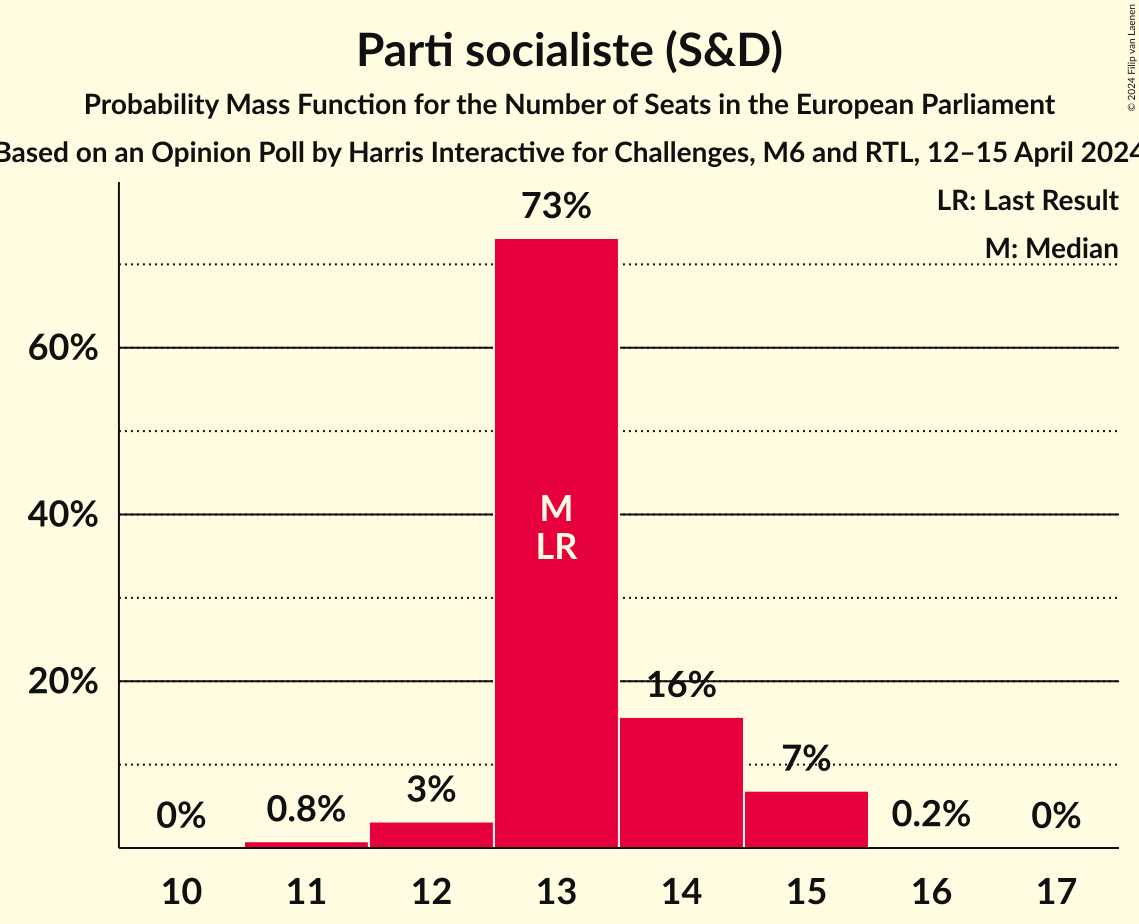 Parti socialiste (S&D)
Probability Mass Function for the Number of Seats in the European Parliament
Based on an Opinion Poll by Harris Interactive for Challenges, M6 and RTL, 12–15 April 2024
© 2024 Filip van Laenen
LR: Last Result
M: Median
73%
60%
40%
20%
M
LR
16%
7%
3%
0.8%
0%
0.2%
0%
10 11 12 13 14 15 16 17